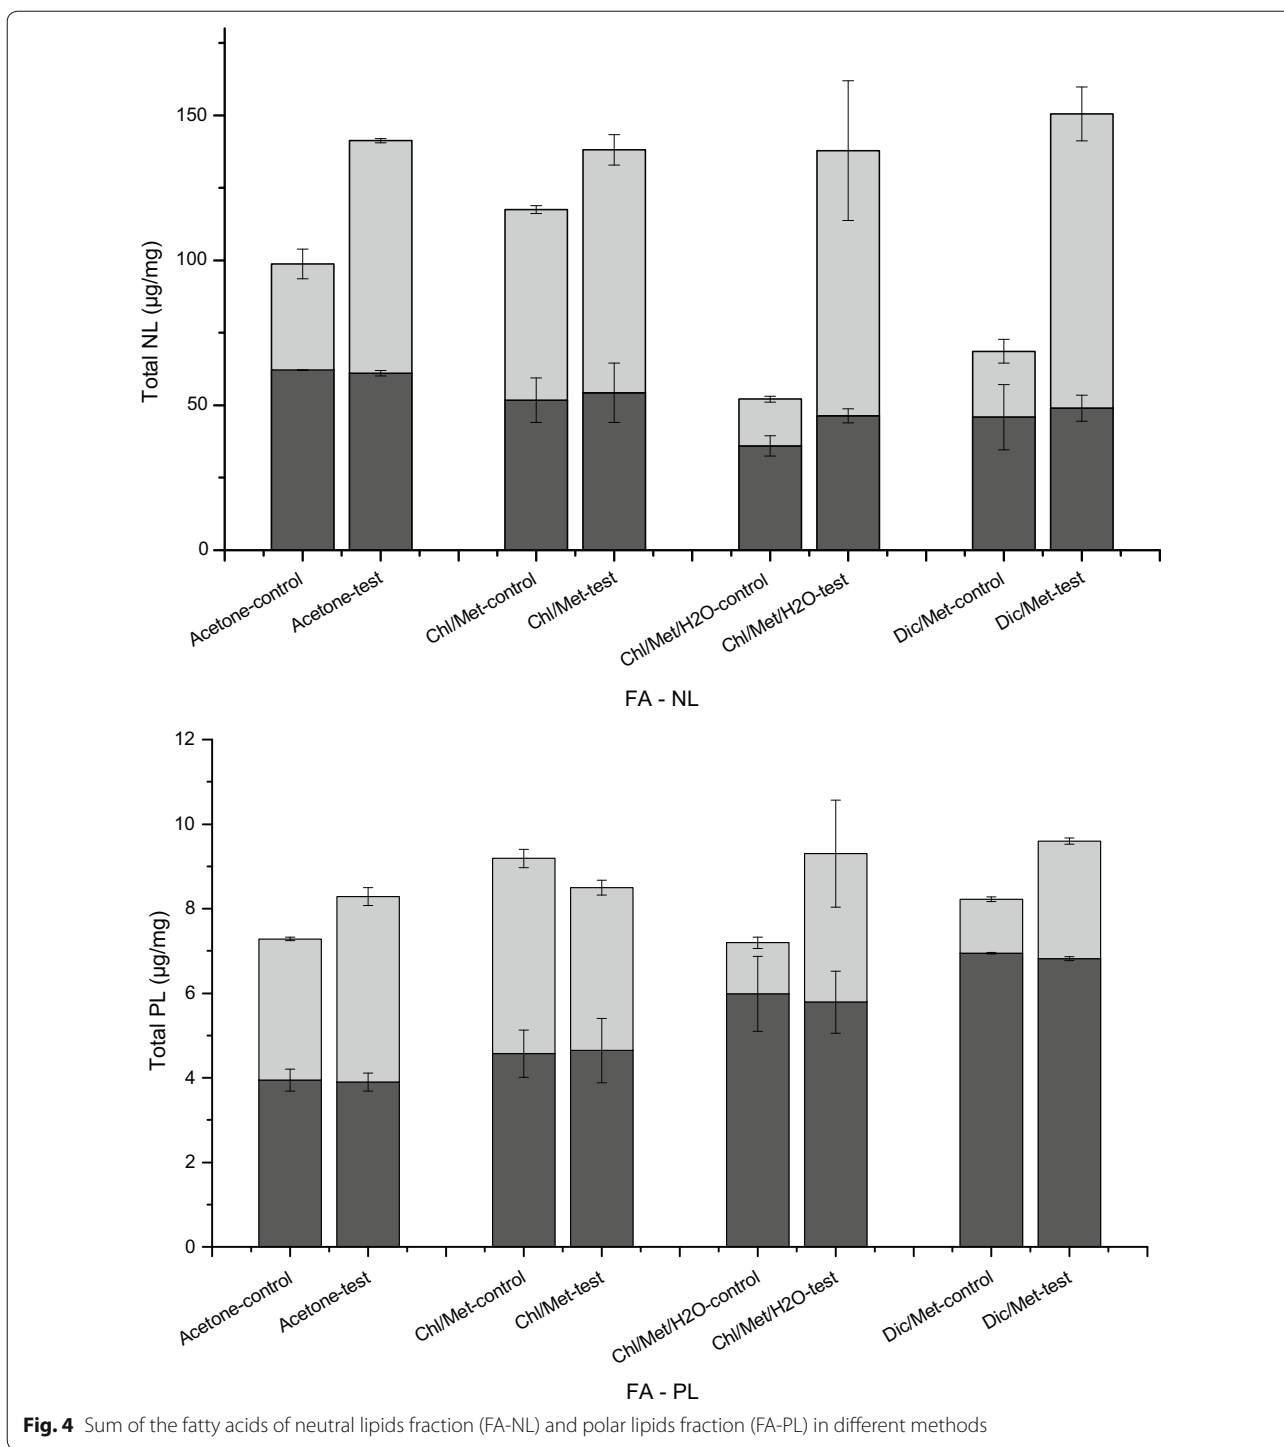 Total NL (µg/mg)
150
100
50
0
Acetone-control
Acetone-test
Chl/Met-control
Chl/Met-test
Chl/Met/H2O-control
Chl/Met/H2O-test
Dic/Met-control
Dic/Met-test
FA - NL
Total PL (µg/mg)
12
10
8
6
4
2
0
Acetone-control
Acetone-test
Chl/Met-control
Chl/Met-test
Chl/Met/H2O-control
Chl/Met/H2O-test
Dic/Met-control
Dic/Met-test
FA - PL
Fig. 4 Sum of the fatty acids of neutral lipids fraction (FA-NL) and polar lipids fraction (FA-PL) in different methods